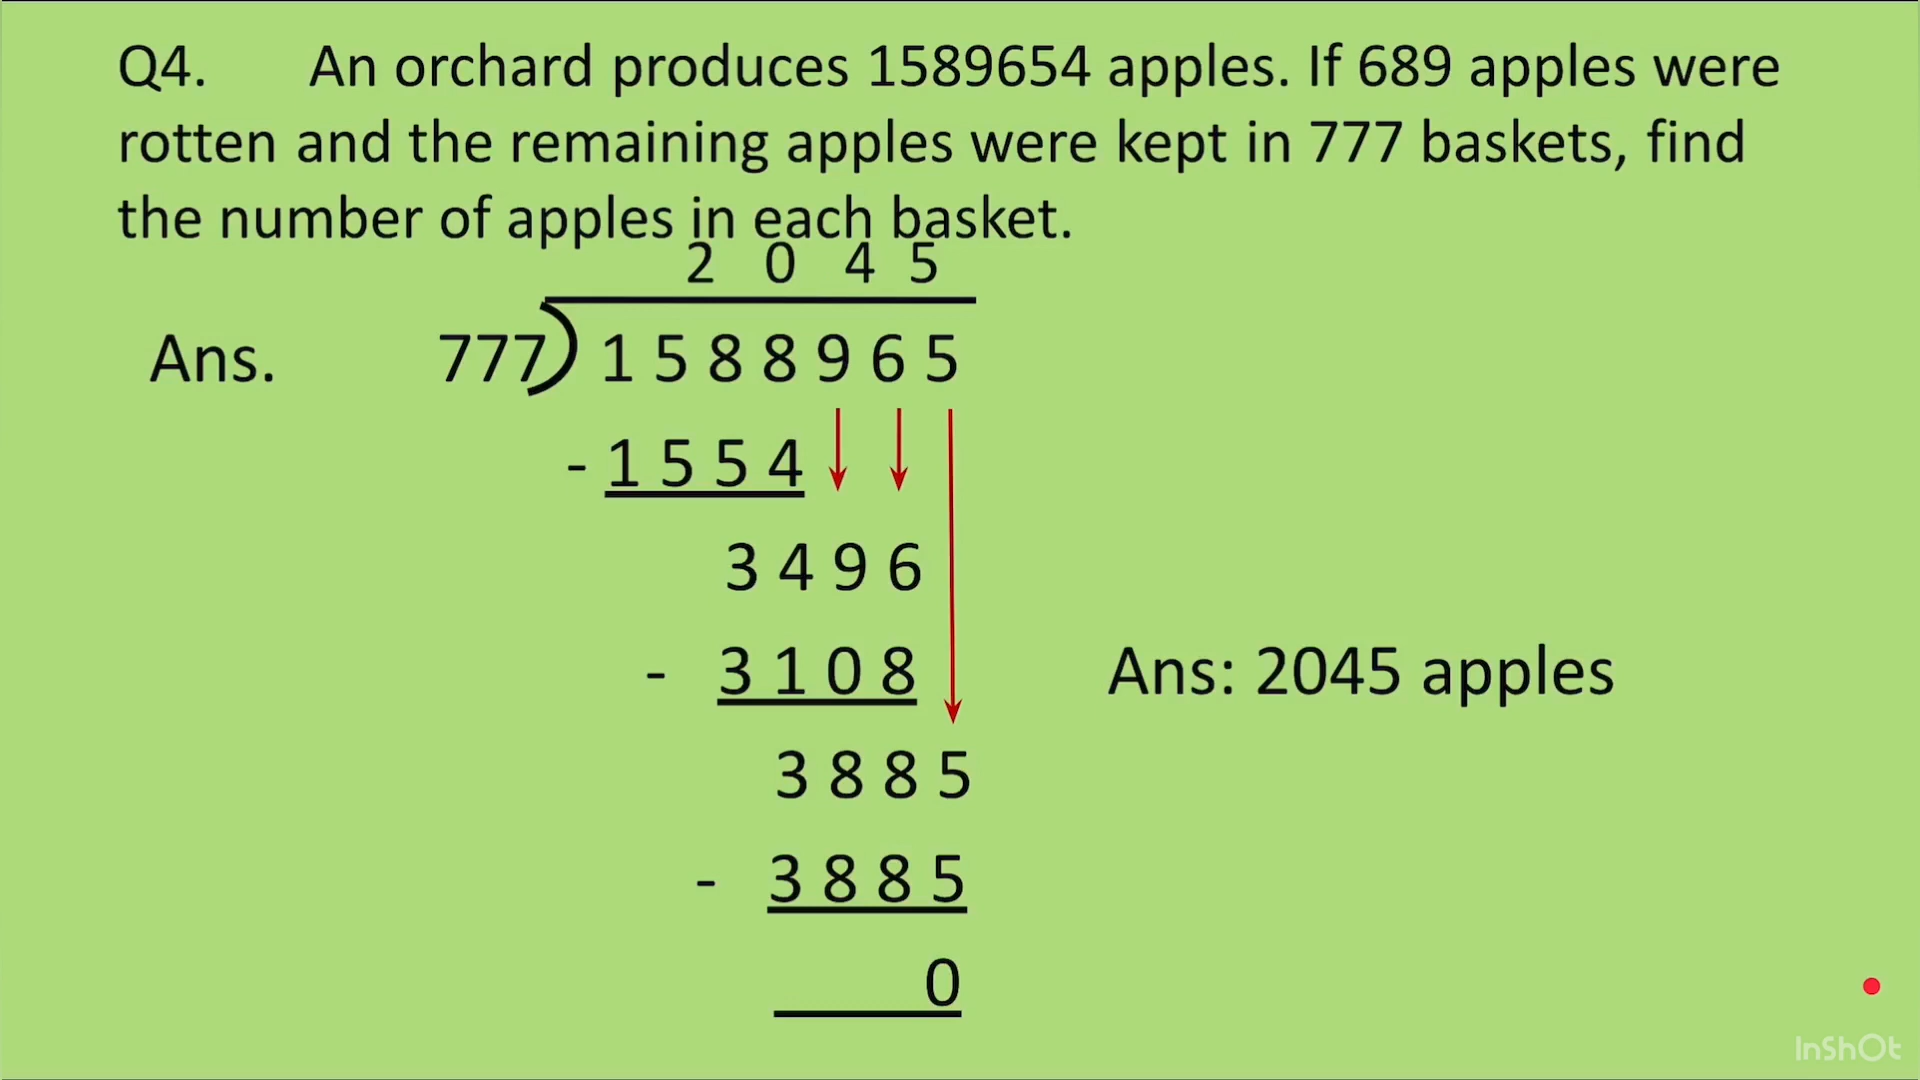 Q4. An orchard produces 1589654 apples. If 689 apples were
rotten and the remaining apples were kept in 777 baskets, find
the number of apples in each basket.
2 0 4 5
Ans. 777) 1 5 8 8 9 6 5
- 1 5 5 4
3 4 9 6
- 3 1 0 8
Ans: 2045 apples
3 8 8 5
- 3 8 8 5
0
InShOt